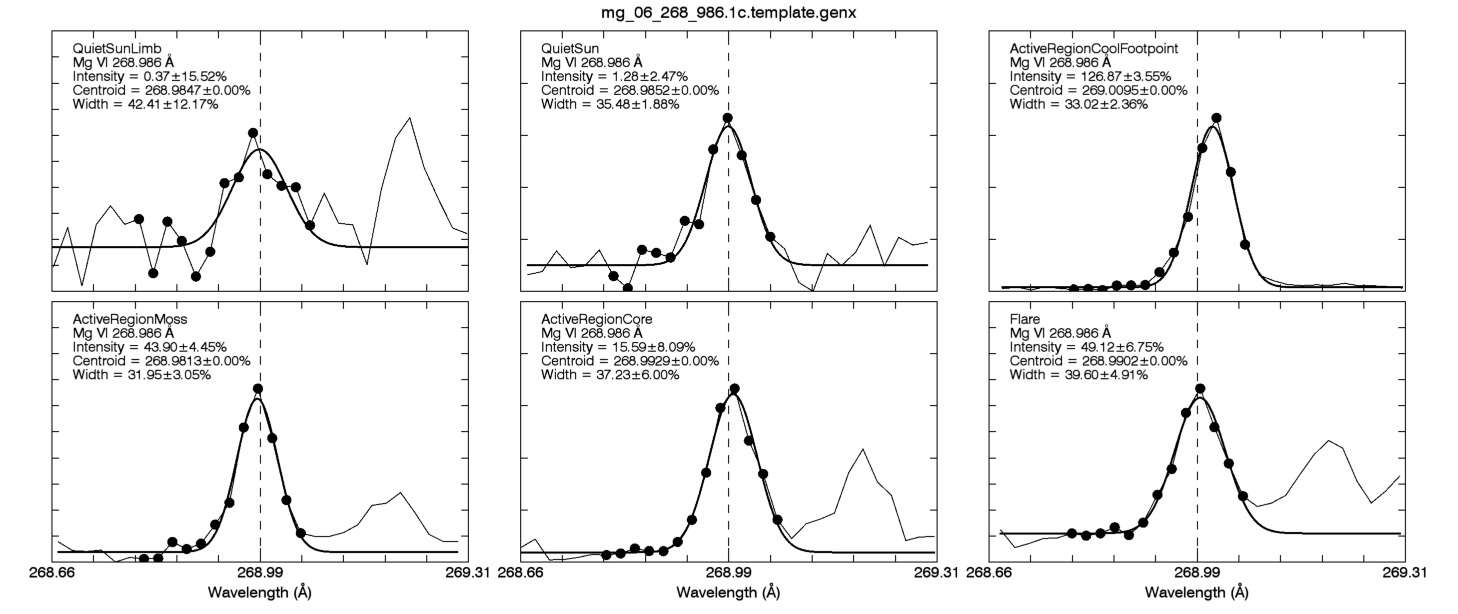 mg_06_268_986.1c.template.genx
QuietSunLimb
Mg VI 268.986 Å
Intensity = 0.37±15.52%
Centroid = 268.9847±0.00%
Width = 42.41±12.17%
QuietSun
Mg VI 268.986 Å
Intensity = 1.28±2.47%
Centroid = 268.9852±0.00%
Width = 35.48±1.88%
ActiveRegionCoolFootpoint
Mg VI 268.986 Å
Intensity = 126.87±3.55%
Centroid = 269.0095±0.00%
Width = 33.02±2.36%
ActiveRegionMoss
Mg VI 268.986 Å
Intensity = 43.90±4.45%
Centroid = 268.9813±0.00%
Width = 31.95±3.05%
ActiveRegionCore
Mg VI 268.986 Å
Intensity = 15.59±8.09%
Centroid = 268.9929±0.00%
Width = 37.23±6.00%
Flare
Mg VI 268.986 Å
Intensity = 49.12±6.75%
Centroid = 268.9902±0.00%
Width = 39.60±4.91%
268.66 268.99 269.31 268.66 268.99 269.31 268.66 268.99 269.31
Wavelength (Å) Wavelength (Å) Wavelength (Å)